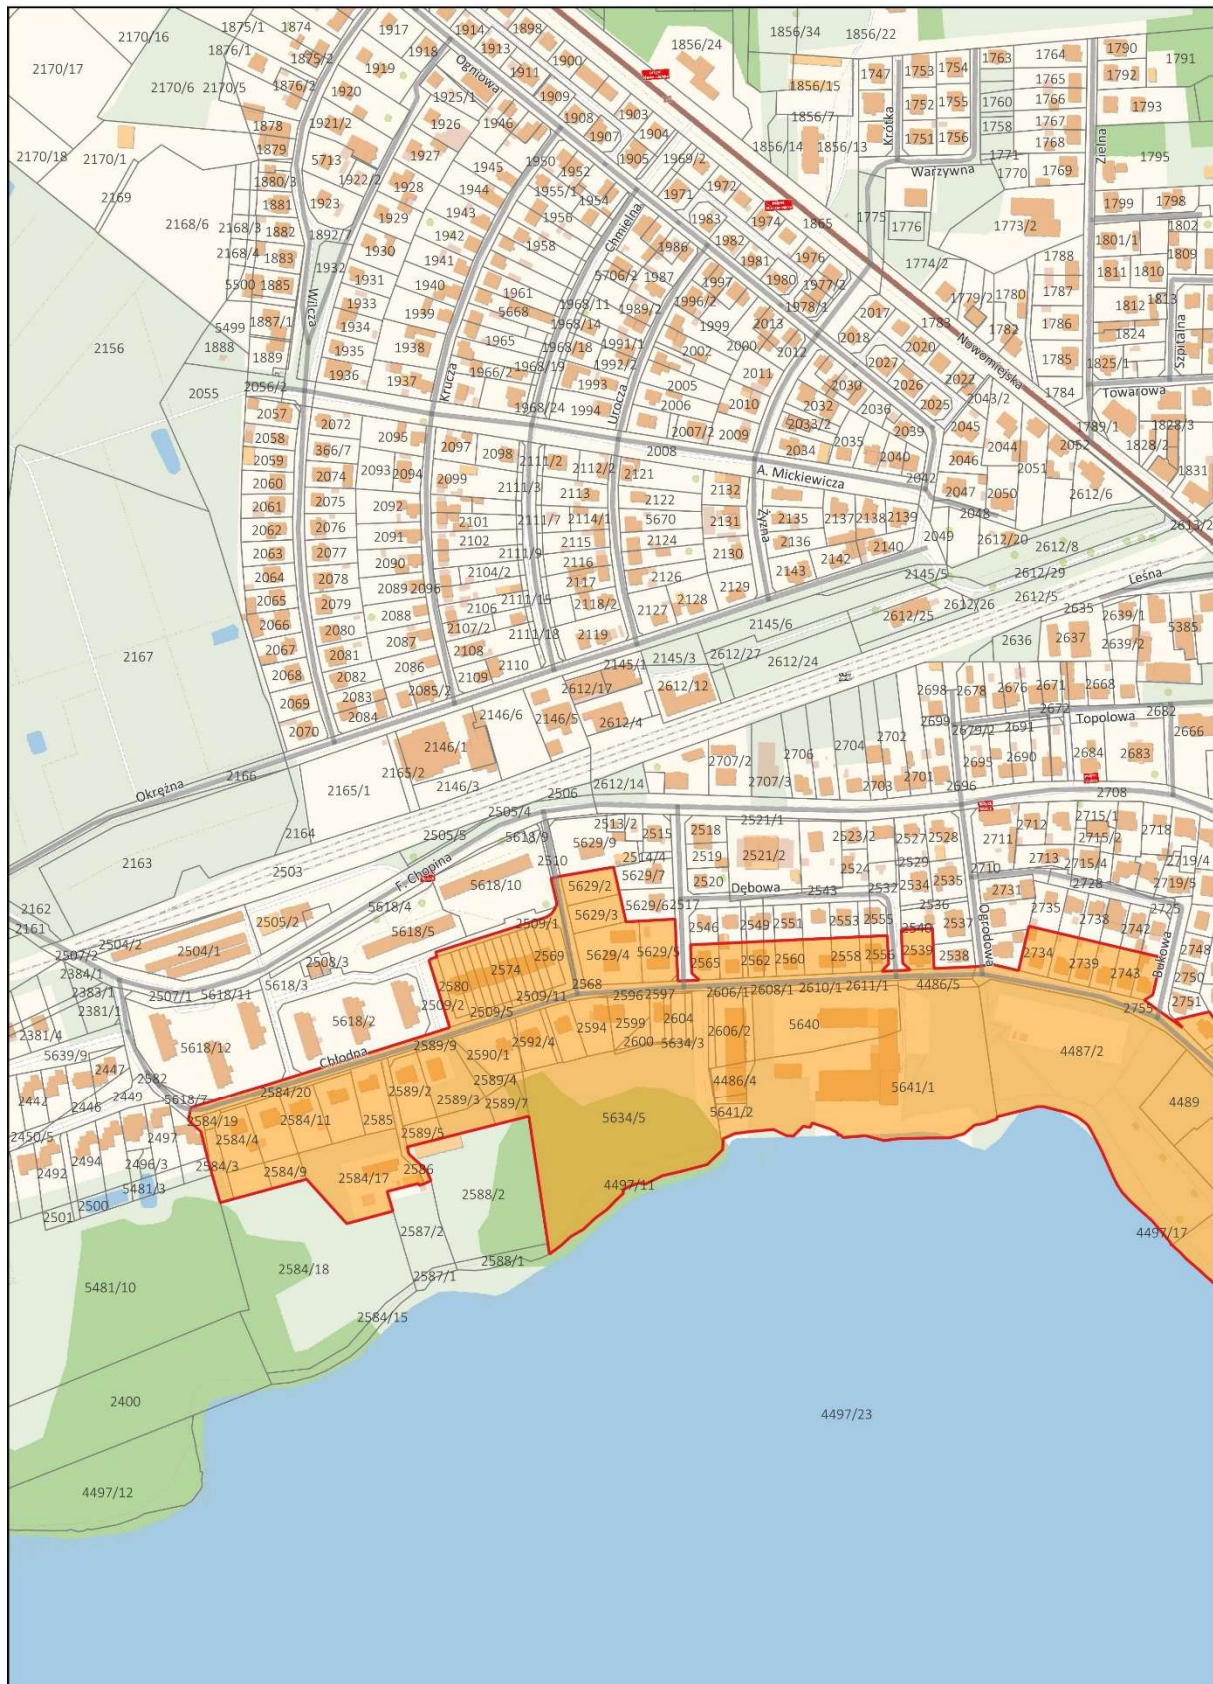 1875/1 1874 1917 1914 1898 1856/34 1856/22
2170/16 1876/1 1875/2 1918 1913 1900 1856/24 1763 1764 1790
2170/17 1919 Ogniowa 1911 1747 1753 1754 1765 1792 1791
2170/6 2170/5 1876/2 1920 1925/1 1909 1856/15 1752 1755 1760 1766 1793
1878 1921/2 1926 1946 1908 1903 1856/7 1758 1767
2170/18 2170/1 1879 5713 1927 1907 1904 1856/14 1856/13 Krótka 1751 1756 1768 Zielna 1795
2169 1880/3 1922/2 1928 1945 1950 1952 1905 1969/2 Warzywna 1771 1770 1769
1881 1923 1944 1955/1 1954 1971 1972 1799 1798
2168/6 2168/3 1882 1892/7 1929 1943 1956 Chmielna 1983 1974 1865 1775 1776 1773/2 1802
2168/4 1883 1932 1930 1942 1958 1986 1982 1976 1801/1 1809
5500 1885 1931 1941 5706/2 1987 1997 1981 1980 1977/2 1774/2 1788 1811 1810
1887/1 Wilcza 1933 1940 1961 1968/11 1989/2 1996/2 1978/1 1779/2 1780 1787 1812 1813
5499 1888 1934 1939 5668 1968/14 1999 2013 2017 1783 1782 1786 1824
2156 1889 1935 1938 1965 1968/18 1991/1 2002 2000 2012 2018 2020 Nowomiejska 1785 1825/1 Szpitalna
2055 2056/2 1936 1937 Krucza 1966/2 1968/19 1992/2 1993 2005 2011 2027 2022 1784 Towarowa
2057 2072 1968/24 1994 Urocza 2006 2010 2030 2026 2043/2 1789/1 1828/3
2058 366/7 2095 2097 2098 2007/2 2009 2032 2036 2025 2045 2044 2052 1828/2
2059 2074 2093 2094 2099 2111/2 2112/2 2121 2008 2033/2 2034 2035 2039 2040 2046 2051 1831
2060 2075 2092 2111/3 2113 2122 2132 A. Mickiewicza 2042 2047 2050 2612/6
2061 2076 2091 2101 2111/7 2114/1 5670 2131 Żyzna 2135 2137 2138 2139 2048 2613/2
2062 2077 2090 2102 2111/9 2115 2124 2130 2136 2142 2140 2049 2612/20 2612/8
2063 2078 2089 2096 2104/2 2116 2126 2129 2143 2145/5 2612/29 Leśna
2064 2079 2088 2106 2111/15 2117 2127 2128 2612/25 2612/26 2612/5 2635 2639/1
2065 2066 2080 2087 2107/2 2111/18 2118/2 2119 2145/6 2636 2637 2639/2 5385
2167 2067 2081 2086 2108 2110 2145/1 2145/3 2612/27 2612/24
2068 2082 2085/2 2109 2612/17 2612/12 2698 2678 2676 2671 2668
2069 2083 2084 2146/6 2146/5 2612/4 2699 2679/2 2691 2672 Topolowa 2682 2666
2070 2146/1 2707/2 2706 2704 2702 2695 2690 2684 2683
Okrężna 2166 2165/1 2165/2 2146/3 2506 2612/14 2707/3 2703 2701 2696 2708
2164 2505/5 2505/4 5618/9 2513/2 2515 2518 2521/1 2523/2 2527 2528 2711 2712 2715/1 2718
2163 2503 F. Chopina 2510 5629/9 2514/4 2519 2521/2 2524 2529 2710 2713 2715/2 2715/4 2719/4
5618/10 5629/2 5629/7 2520 Dębowa 2543 2532 2534 2535 2731 2728 2719/5
2162 2161 2505/2 5618/4 2509/1 5629/3 5629/6 2517 2546 2549 2551 2553 2555 2536 2537 2735 2738 2725
2507/2 2504/2 2504/1 5618/5 2569 5629/4 5629/5 2565 2562 2560 2558 2556 2540 2539 2538 Ogrodowa 2734 2739 2742 2743 Bukowa 2748
2384/1 2508/3 2574 2750
2383/1 2507/1 5618/11 5618/3 2580 2509/2 2509/5 2509/11 2568 2596 2597 2606/1 2608/1 2610/1 2611/1 4486/5 2755 2751
2381/1 2381/4 5618/12 5618/2 2594 2599 2604 2606/2 5640
5639/9 2447 2582 Chłodna 2589/9 2590/1 2592/4 2600 5634/3 4487/2
2442 2446 2449 5618/7 2584/20 2589/2 2589/4 4486/4 5641/1 4489
2450/5 2497 2584/19 2584/11 2585 2589/3 2589/7 5634/5 5641/2
2492 2494 2496/3 2584/4 2589/5
5481/3 2584/3 2584/9 2584/17 2586 2588/2 4497/11
2501 2500 2587/2 4497/17
5481/10 2584/18 2587/1 2588/1
2584/15
2400
4497/23
4497/12